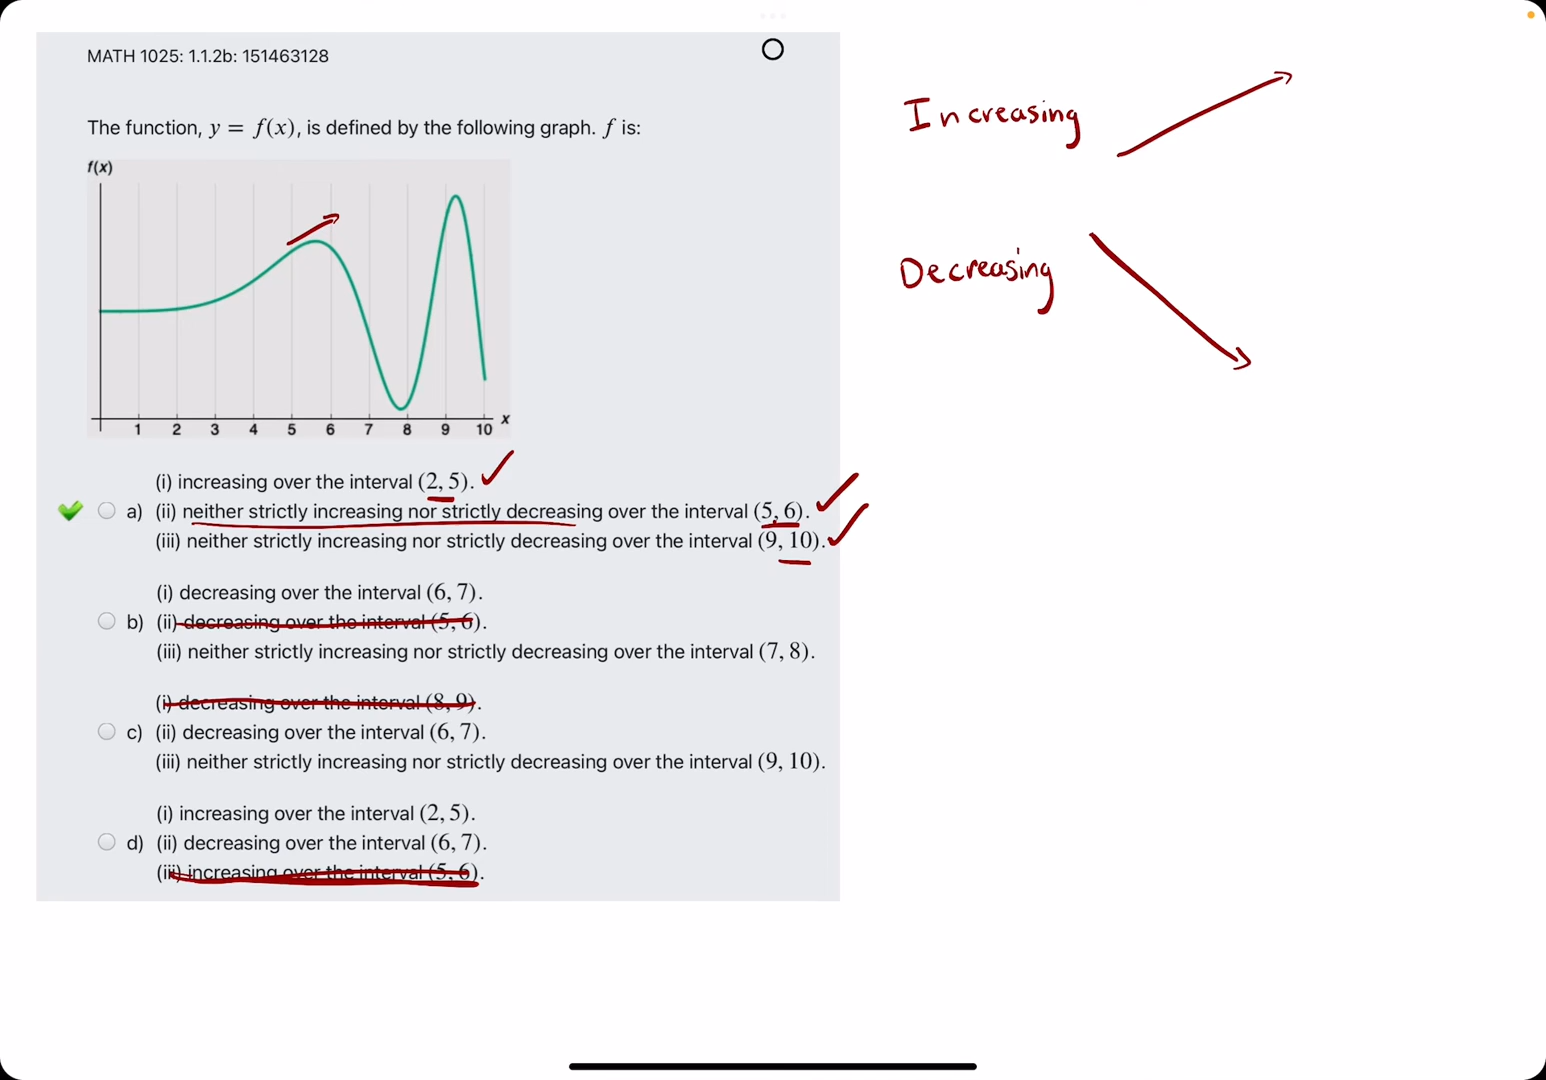 MATH 1025: 1.1.2b: 151463128
The function, y = f(x), is defined by the following graph. f is:
f(x)
x
1 2 3 4 5 6 7 8 9 10
(i) increasing over the interval (2, 5).
a) (ii) neither strictly increasing nor strictly decreasing over the interval (5, 6).
(iii) neither strictly increasing nor strictly decreasing over the interval (9, 10).
(i) decreasing over the interval (6, 7).
b) (ii) decreasing over the interval (5, 6).
(iii) neither strictly increasing nor strictly decreasing over the interval (7, 8).
(i) decreasing over the interval (8, 9).
c) (ii) decreasing over the interval (6, 7).
(iii) neither strictly increasing nor strictly decreasing over the interval (9, 10).
(i) increasing over the interval (2, 5).
d) (ii) decreasing over the interval (6, 7).
(iii) increasing over the interval (5, 6).
Increasing
Decreasing